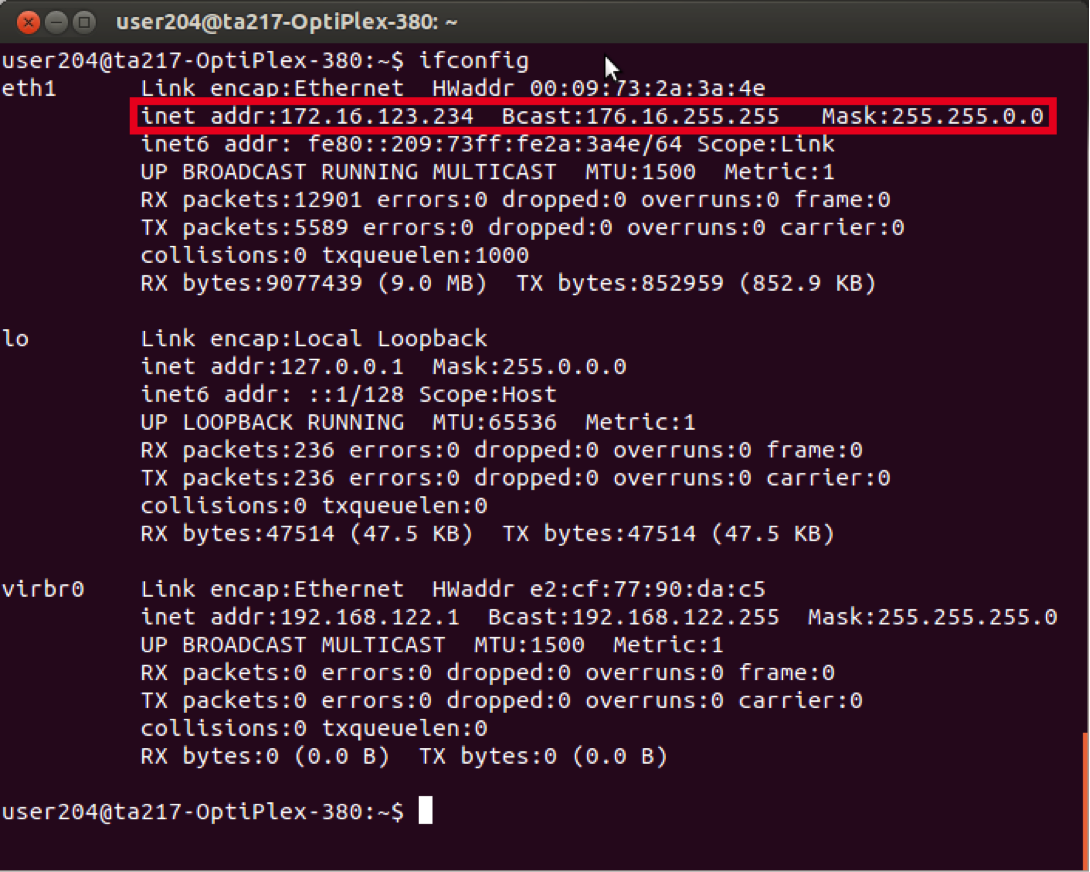 user204@ta217-OptiPlex-380: ~
user204@ta217-OptiPlex-380:~$ ifconfig
eth1      Link encap:Ethernet  HWaddr 00:09:73:2a:3a:4e
          inet addr:172.16.123.234  Bcast:176.16.255.255   Mask:255.255.0.0
          inet6 addr: fe80::209:73ff:fe2a:3a4e/64 Scope:Link
          UP BROADCAST RUNNING MULTICAST  MTU:1500  Metric:1
          RX packets:12901 errors:0 dropped:0 overruns:0 frame:0
          TX packets:5589 errors:0 dropped:0 overruns:0 carrier:0
          collisions:0 txqueuelen:1000
          RX bytes:9077439 (9.0 MB)  TX bytes:852959 (852.9 KB)
lo        Link encap:Local Loopback
          inet addr:127.0.0.1  Mask:255.0.0.0
          inet6 addr: ::1/128 Scope:Host
          UP LOOPBACK RUNNING  MTU:65536  Metric:1
          RX packets:236 errors:0 dropped:0 overruns:0 frame:0
          TX packets:236 errors:0 dropped:0 overruns:0 carrier:0
          collisions:0 txqueuelen:0
          RX bytes:47514 (47.5 KB)  TX bytes:47514 (47.5 KB)
virbr0    Link encap:Ethernet  HWaddr e2:cf:77:90:da:c5
          inet addr:192.168.122.1  Bcast:192.168.122.255  Mask:255.255.255.0
          UP BROADCAST MULTICAST  MTU:1500  Metric:1
          RX packets:0 errors:0 dropped:0 overruns:0 frame:0
          TX packets:0 errors:0 dropped:0 overruns:0 carrier:0
          collisions:0 txqueuelen:0
          RX bytes:0 (0.0 B)  TX bytes:0 (0.0 B)
user204@ta217-OptiPlex-380:~$